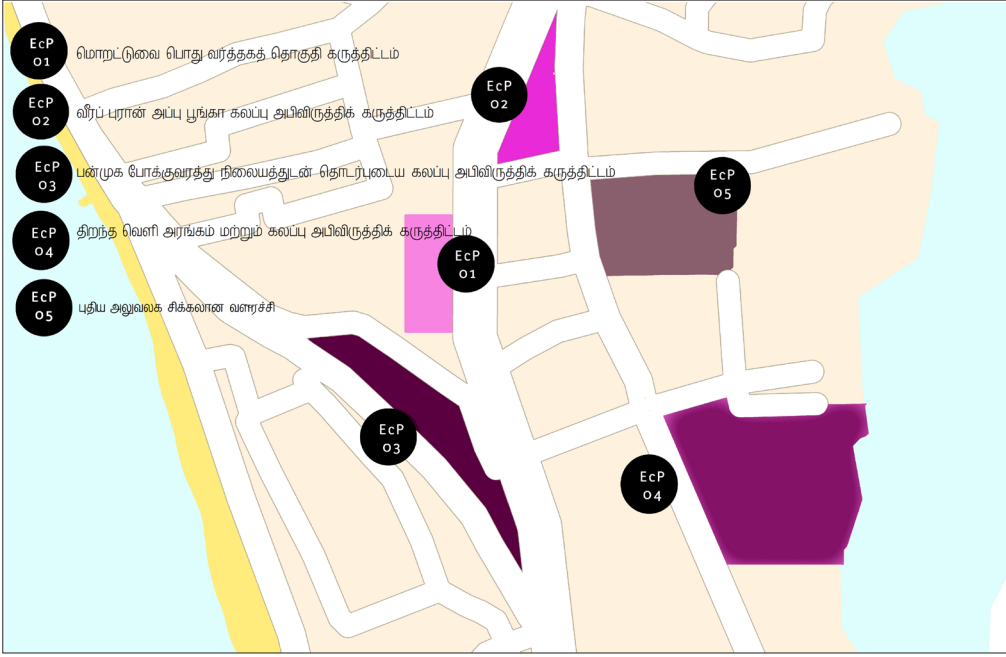 EcP
01
மொறட்டுவை பொது வர்த்தகத் தொகுதி கருத்திட்டம்
EcP
02
வீரப் புரான் அப்பு பூங்கா கலப்பு அபிவிருத்திக் கருத்திட்டம்
EcP
03
பன்முக போக்குவரத்து நிலையத்துடன் தொடர்புடைய கலப்பு அபிவிருத்திக் கருத்திட்டம்
EcP
04
திறந்த வெளி அரங்கம் மற்றும் கலப்பு அபிவிருத்திக் கருத்திட்டம்
EcP
05
புதிய அலுவலக சிக்கலான வளர்ச்சி
EcP
02
EcP
05
EcP
01
EcP
03
EcP
04